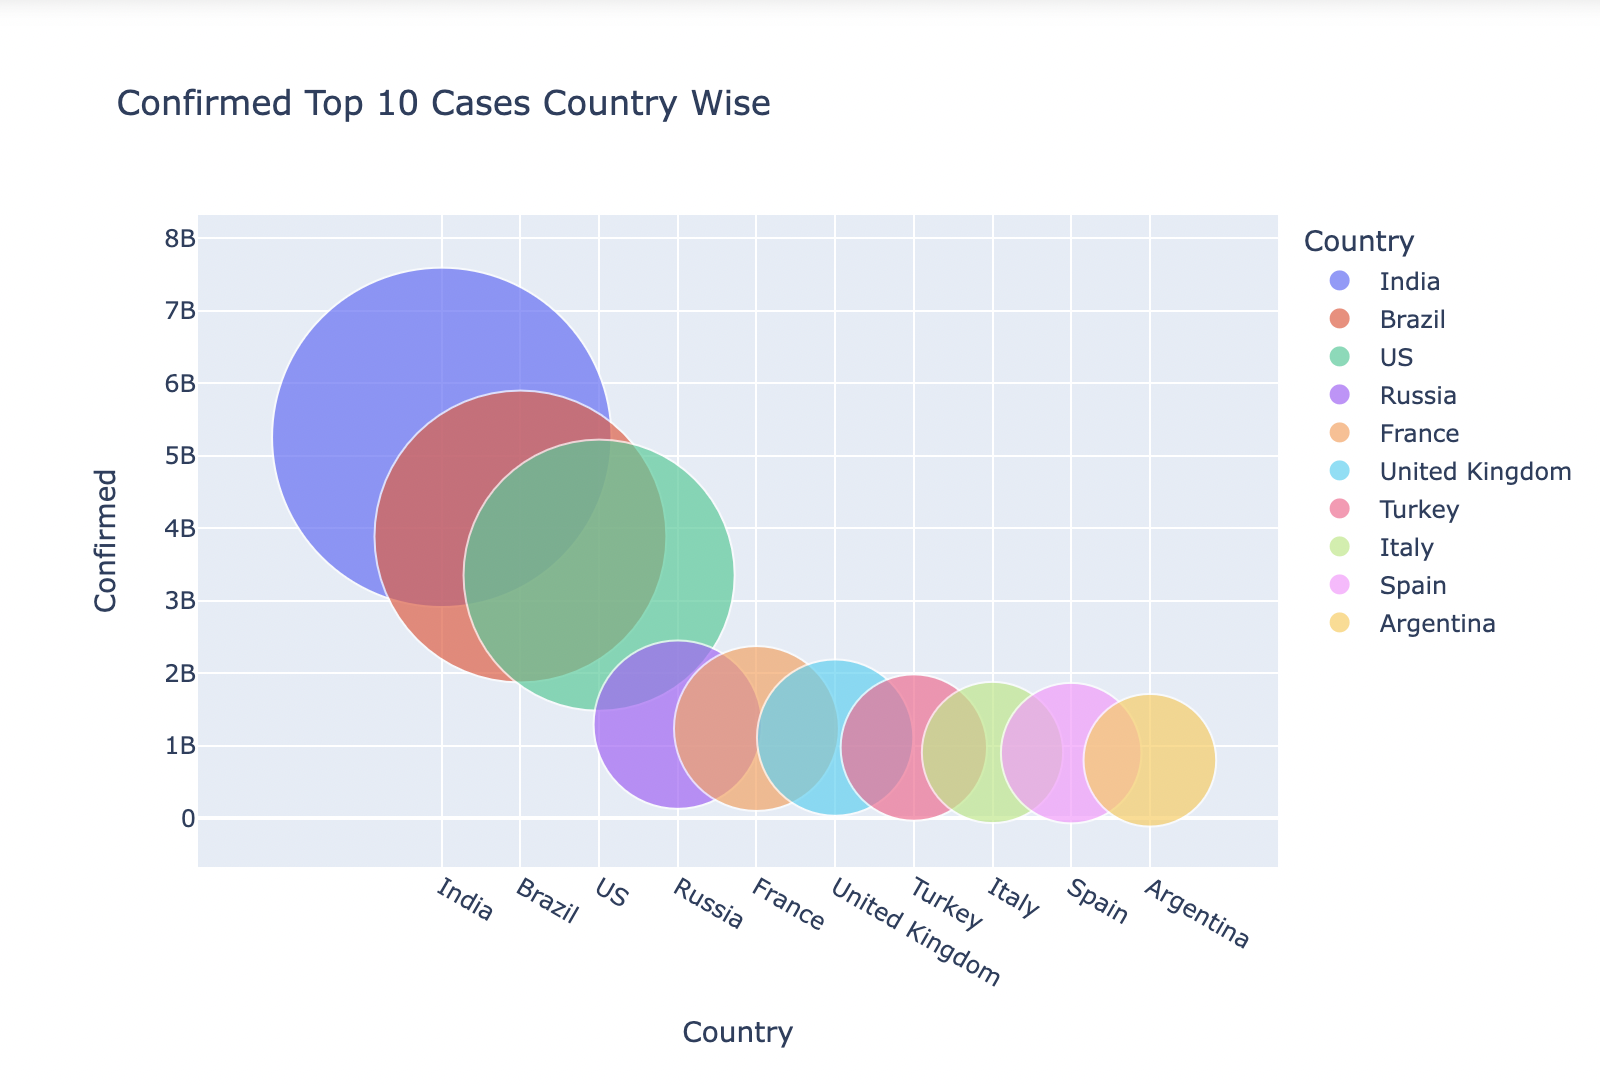 Confirmed Top 10 Cases Country Wise
8B
7B
6B
5B
4B
3B
2B
1B
0
Confirmed
India
Brazil
US
Russia
France
United Kingdom
Turkey
Italy
Spain
Argentina
Country
Country
India
Brazil
US
Russia
France
United Kingdom
Turkey
Italy
Spain
Argentina